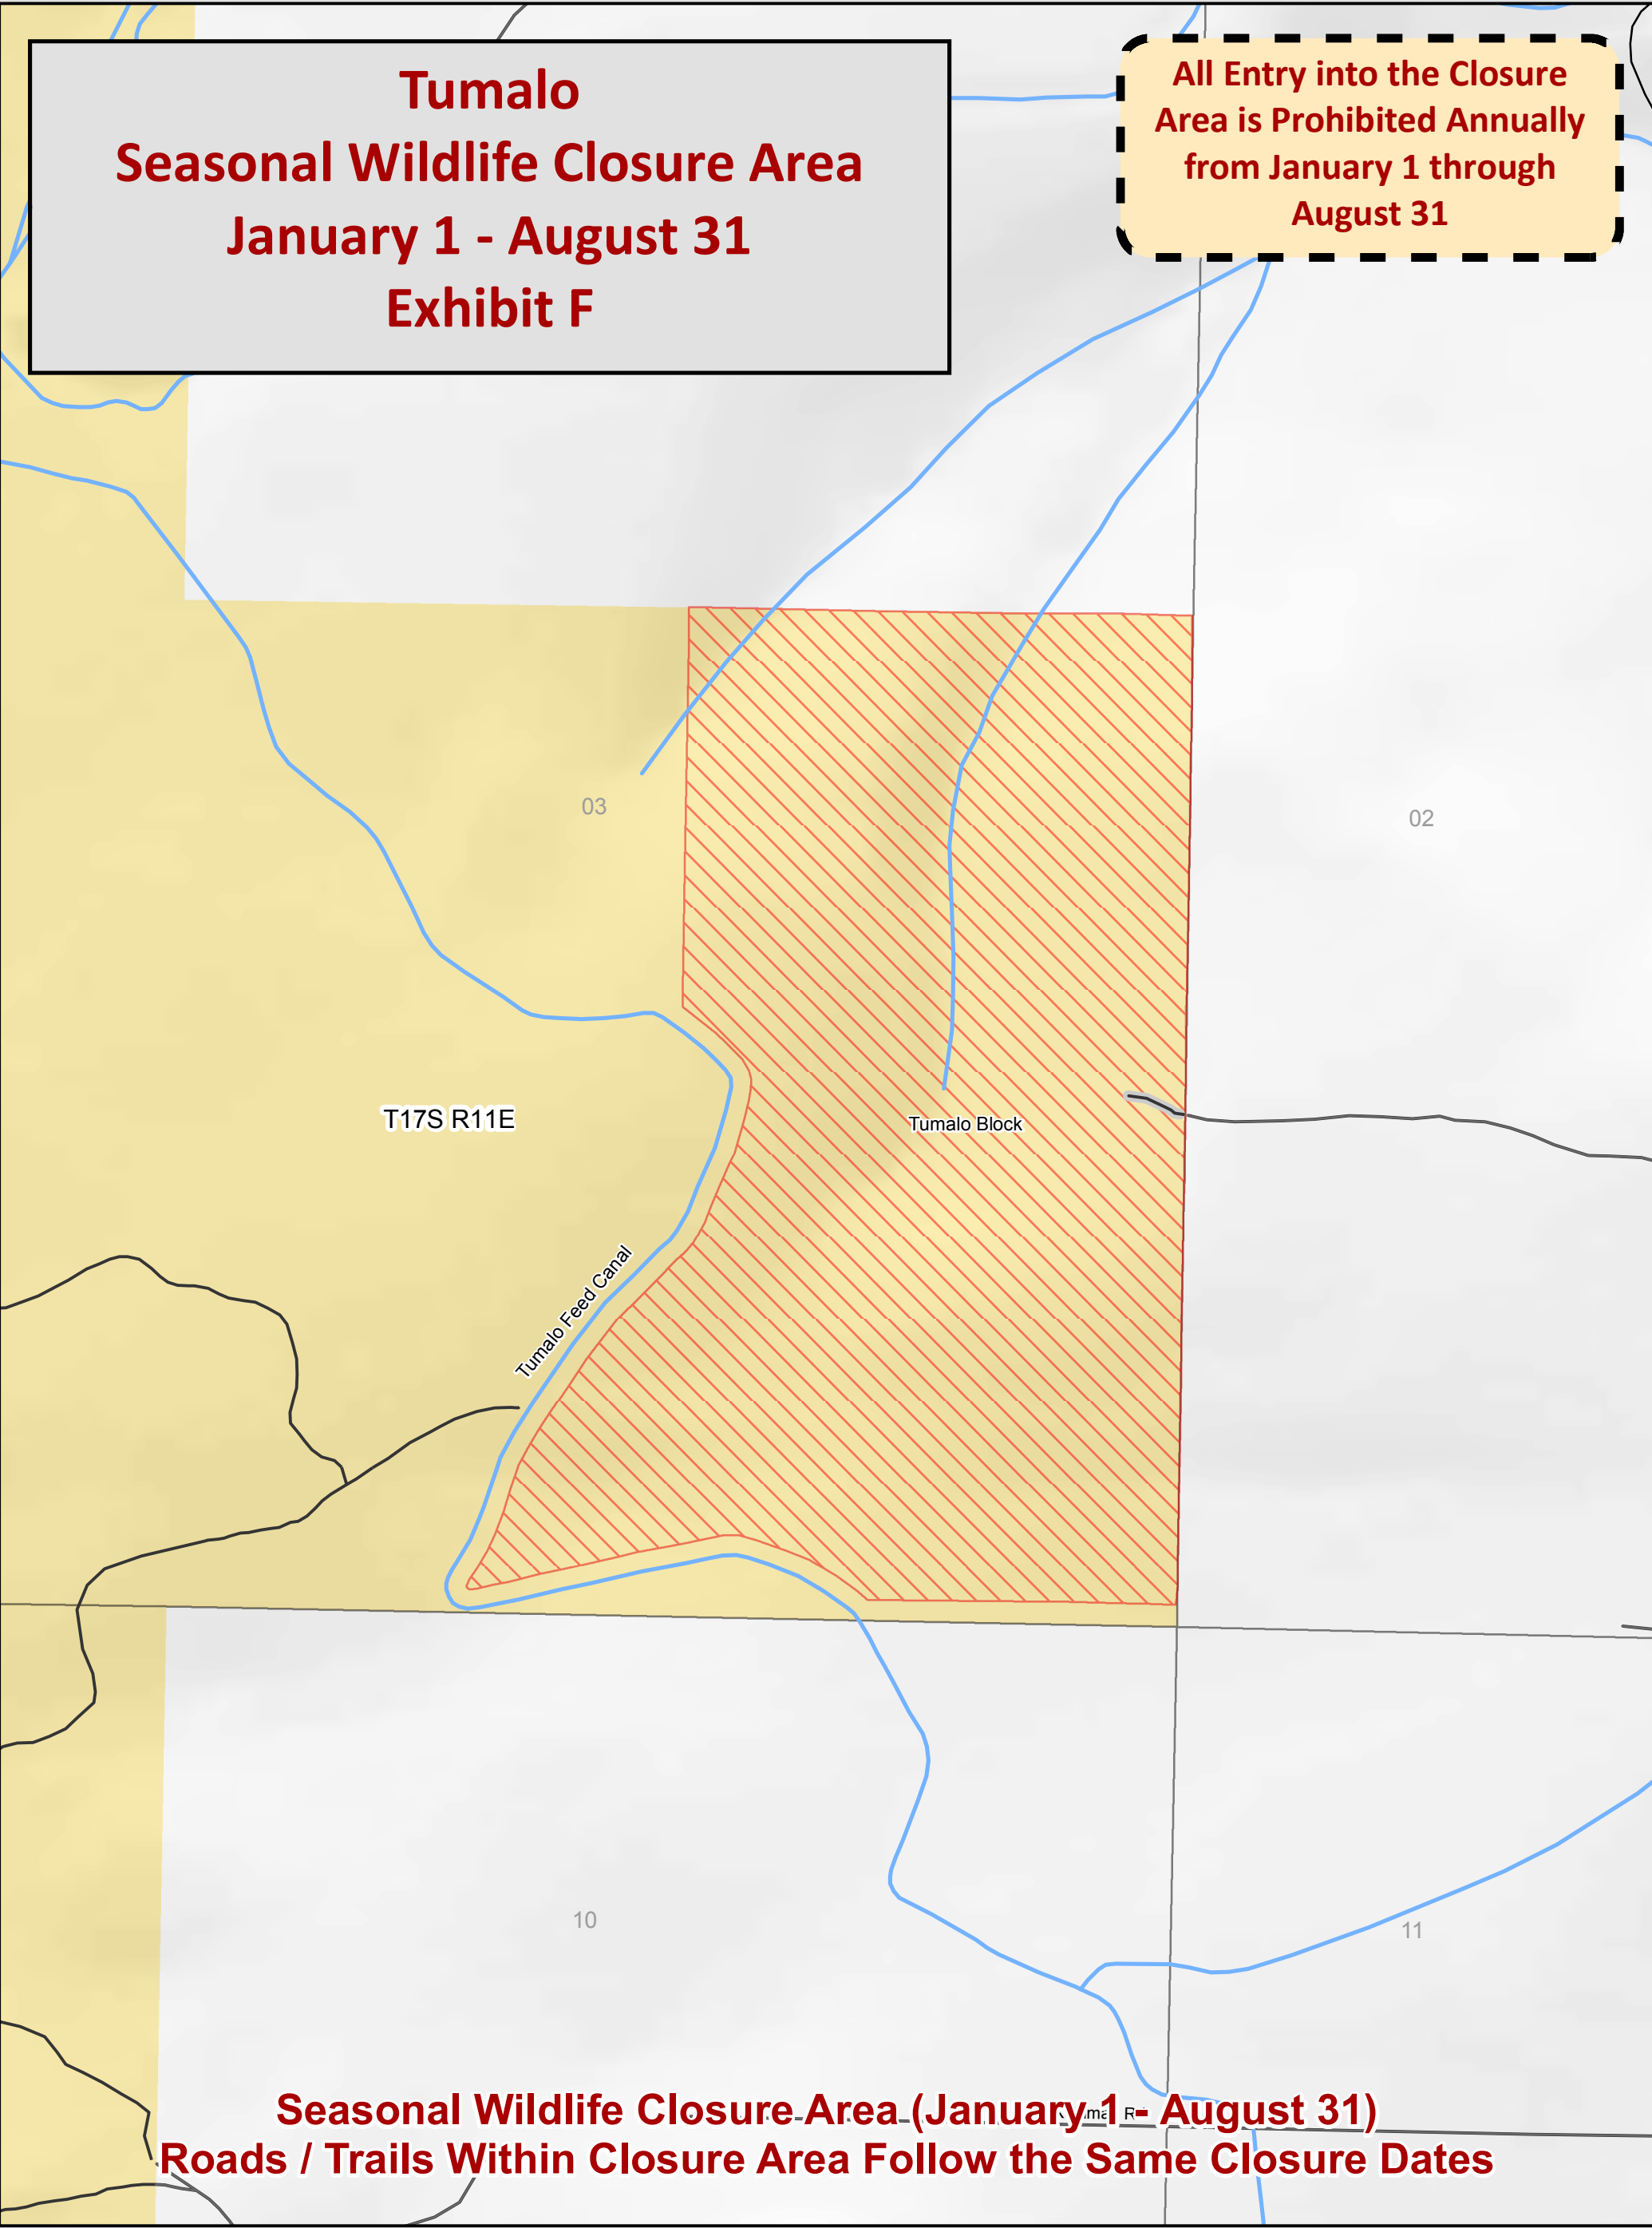 Tumalo
Seasonal Wildlife Closure Area
January 1 - August 31
Exhibit F
All Entry into the Closure
Area is Prohibited Annually
from January 1 through
August 31
03
02
T17S R11E
Tumalo Block
Tumalo Feed Canal
10
11
Seasonal Wildlife Closure Area (January 1 - August 31)
Roads / Trails Within Closure Area Follow the Same Closure Dates